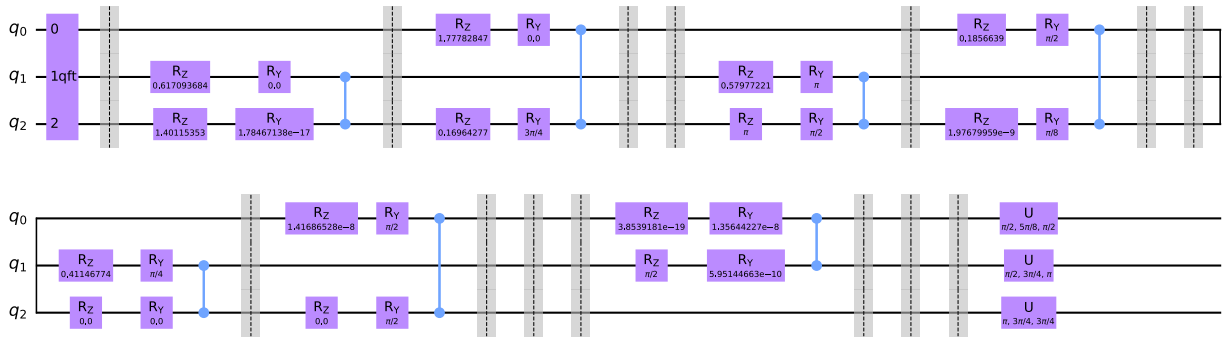 q0 0 RZ 1.77782847 RY 0,0 RZ 0,1856639 RY π/2
q1 1qft RZ 0,617093684 RY 0,0 RZ 0,57977221 RY π
q2 2 RZ 1,40115353 RY 1,78467138e−17 RZ 0,16964277 RY 3π/4 RZ π RY π/2 RZ 1,97679959e−9 RY π/8
q0 RZ 1,41686528e−8 RY π/2 RZ 3.8539181e−19 RY 1,35644227e−8 U π/2, 5π/8, π/2
q1 RZ 0,41146774 RY π/4 RZ π/2 RY 5,95144663e−10 U π/2, 3π/4, π
q2 RZ 0,0 RY 0,0 RZ 0,0 RY π/2 U π, 3π/4, 3π/4